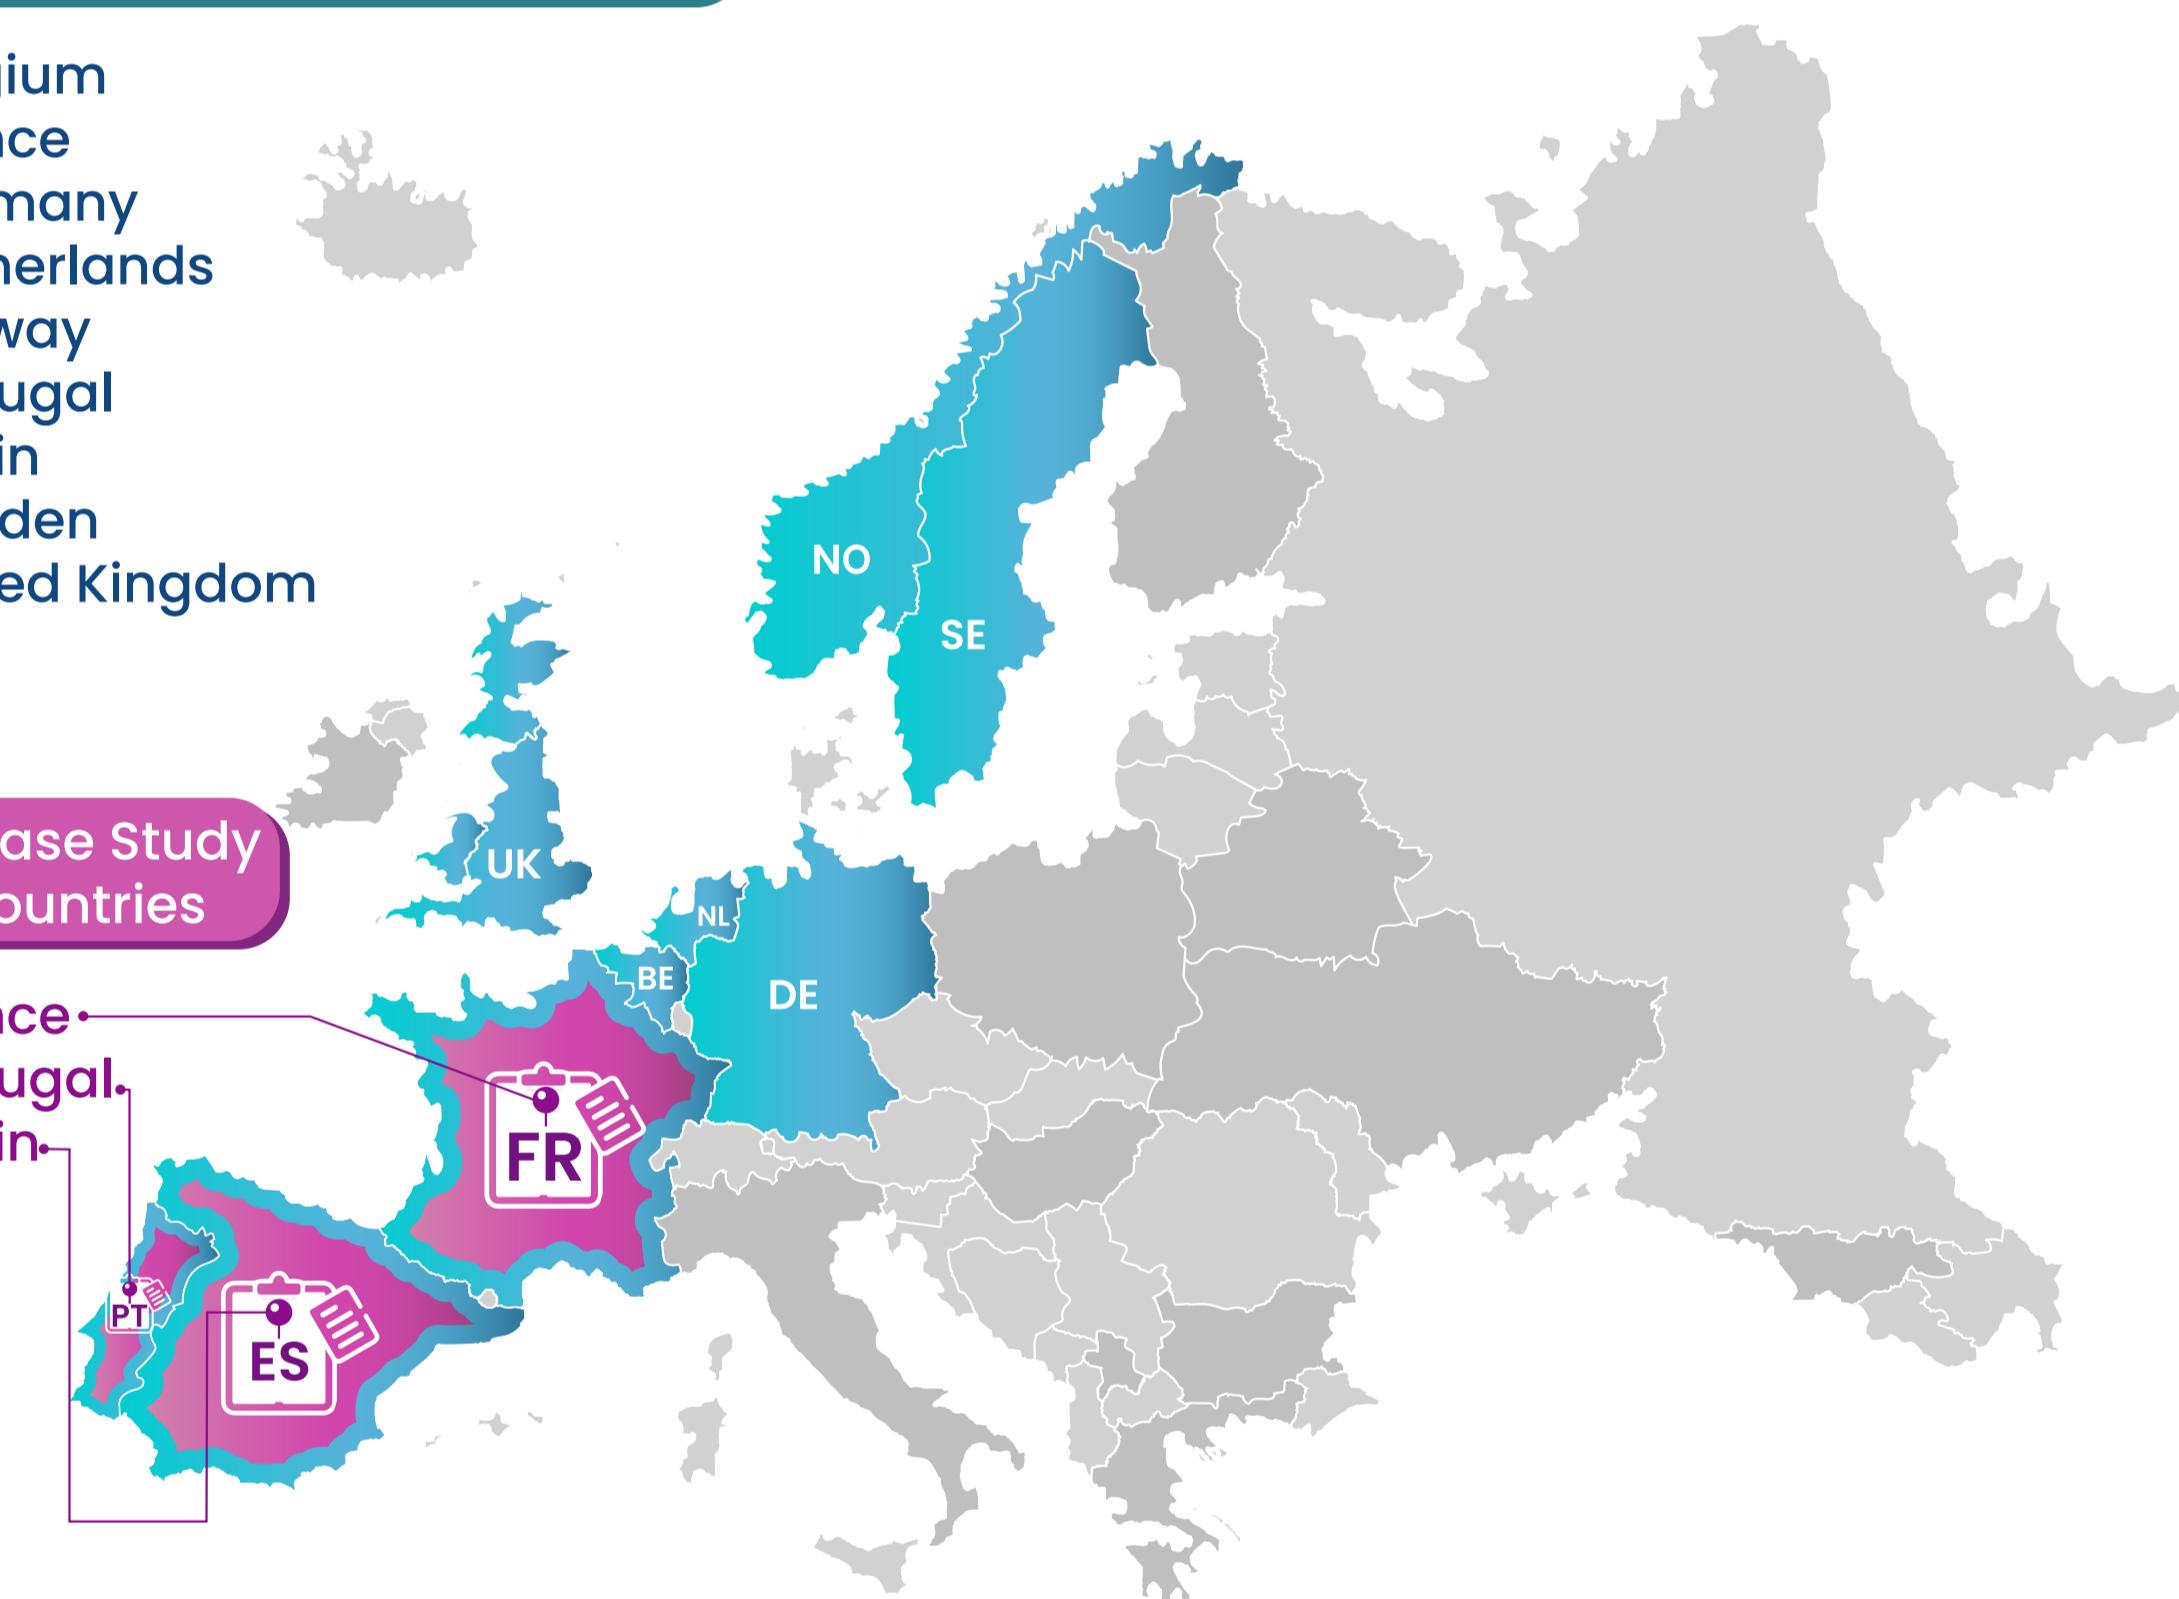 gium
nce
many
herlands
way
ugal
in
den
ed Kingdom
ase Study
ountries
nce
ugal
in
NO
SE
UK
NL
BE
DE
FR
PT
ES